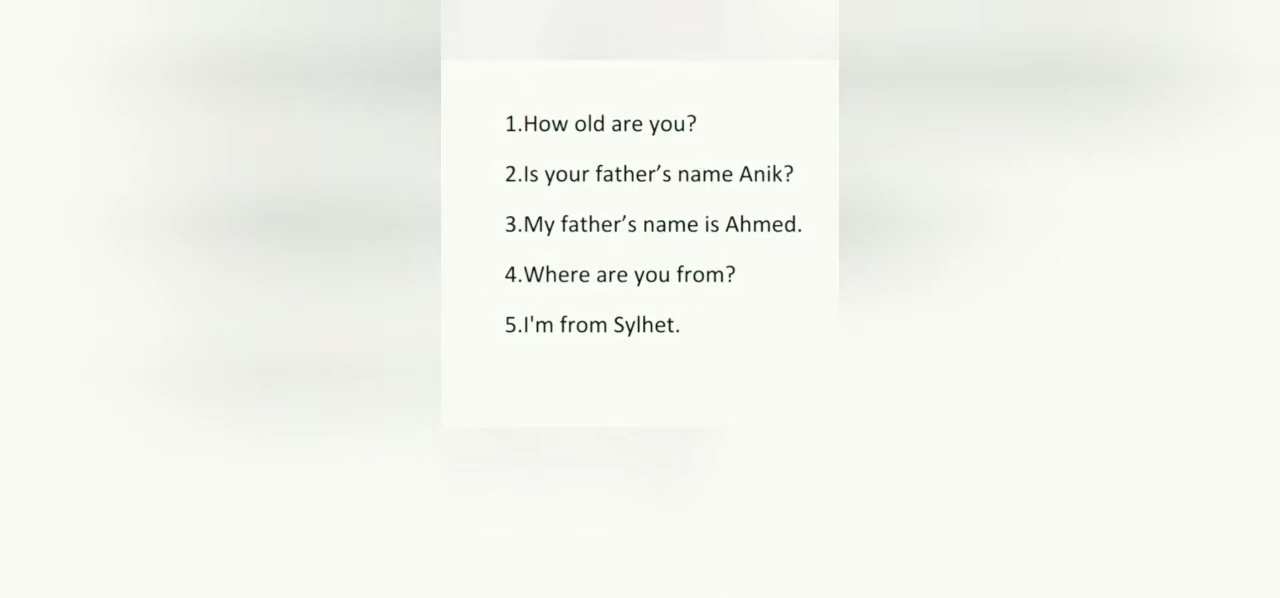 1.How old are you?
2.Is your father’s name Anik?
3.My father’s name is Ahmed.
4.Where are you from?
5.I'm from Sylhet.